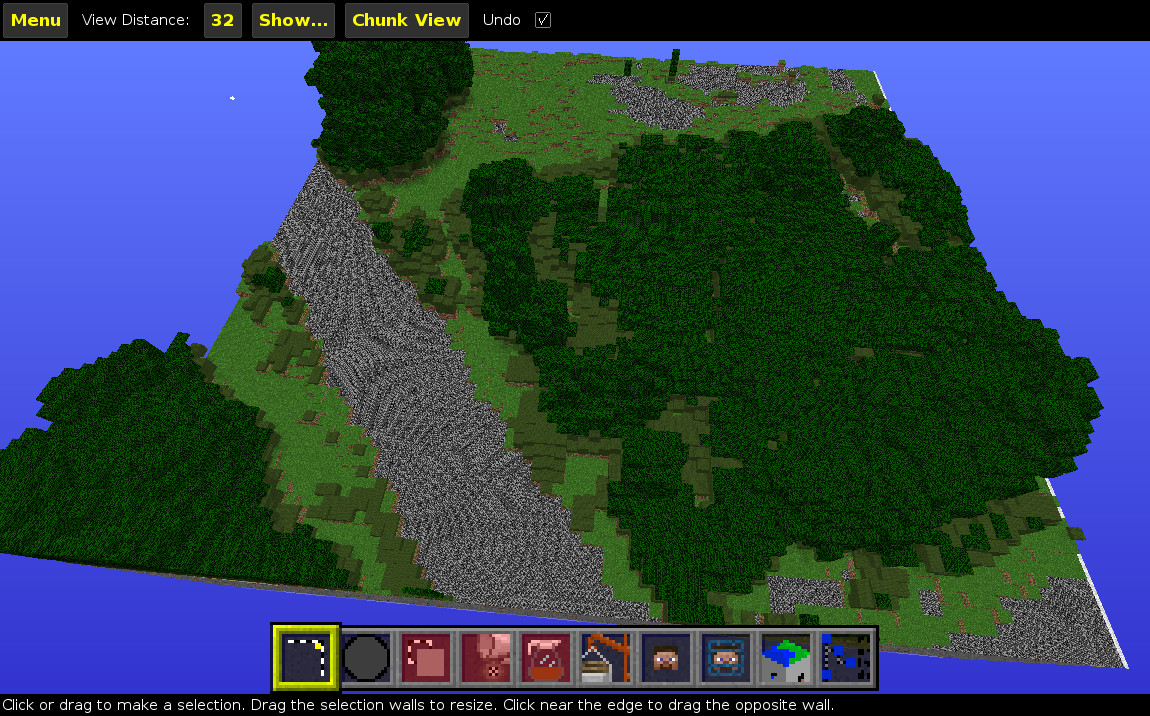 Menu View Distance: 32 Show... Chunk View Undo
Click or drag to make a selection. Drag the selection walls to resize. Click near the edge to drag the opposite wall.